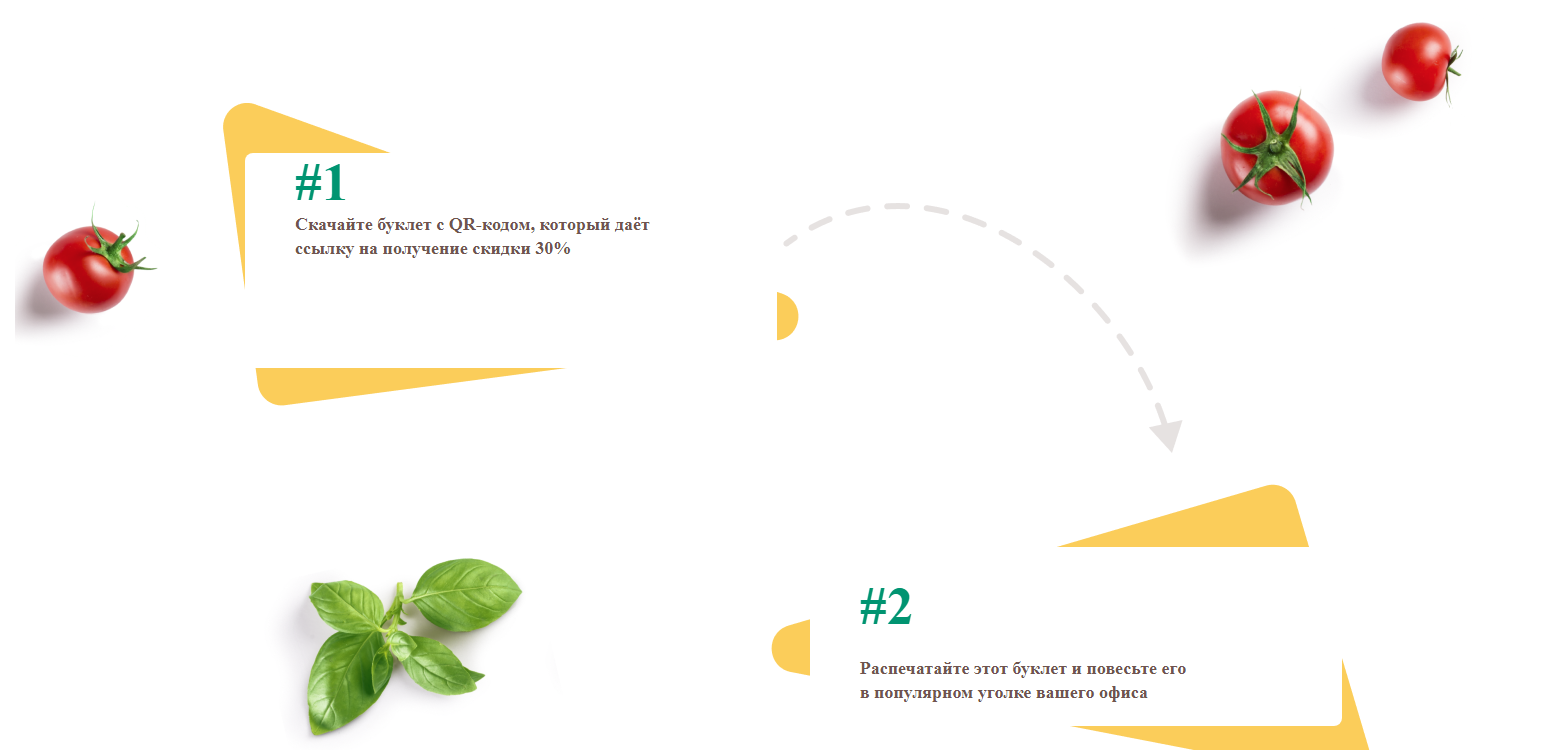 #1
Скачайте буклет с QR-кодом, который даёт
ссылку на получение скидки 30%
#2
Распечатайте этот буклет и повесьте его
в популярном уголке вашего офиса